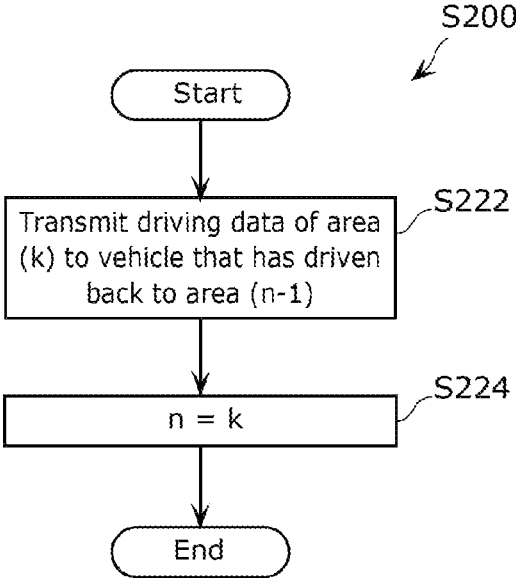 S200
Start
S222
Transmit driving data of area
(k) to vehicle that has driven
back to area (n-1)
S224
n = k
End